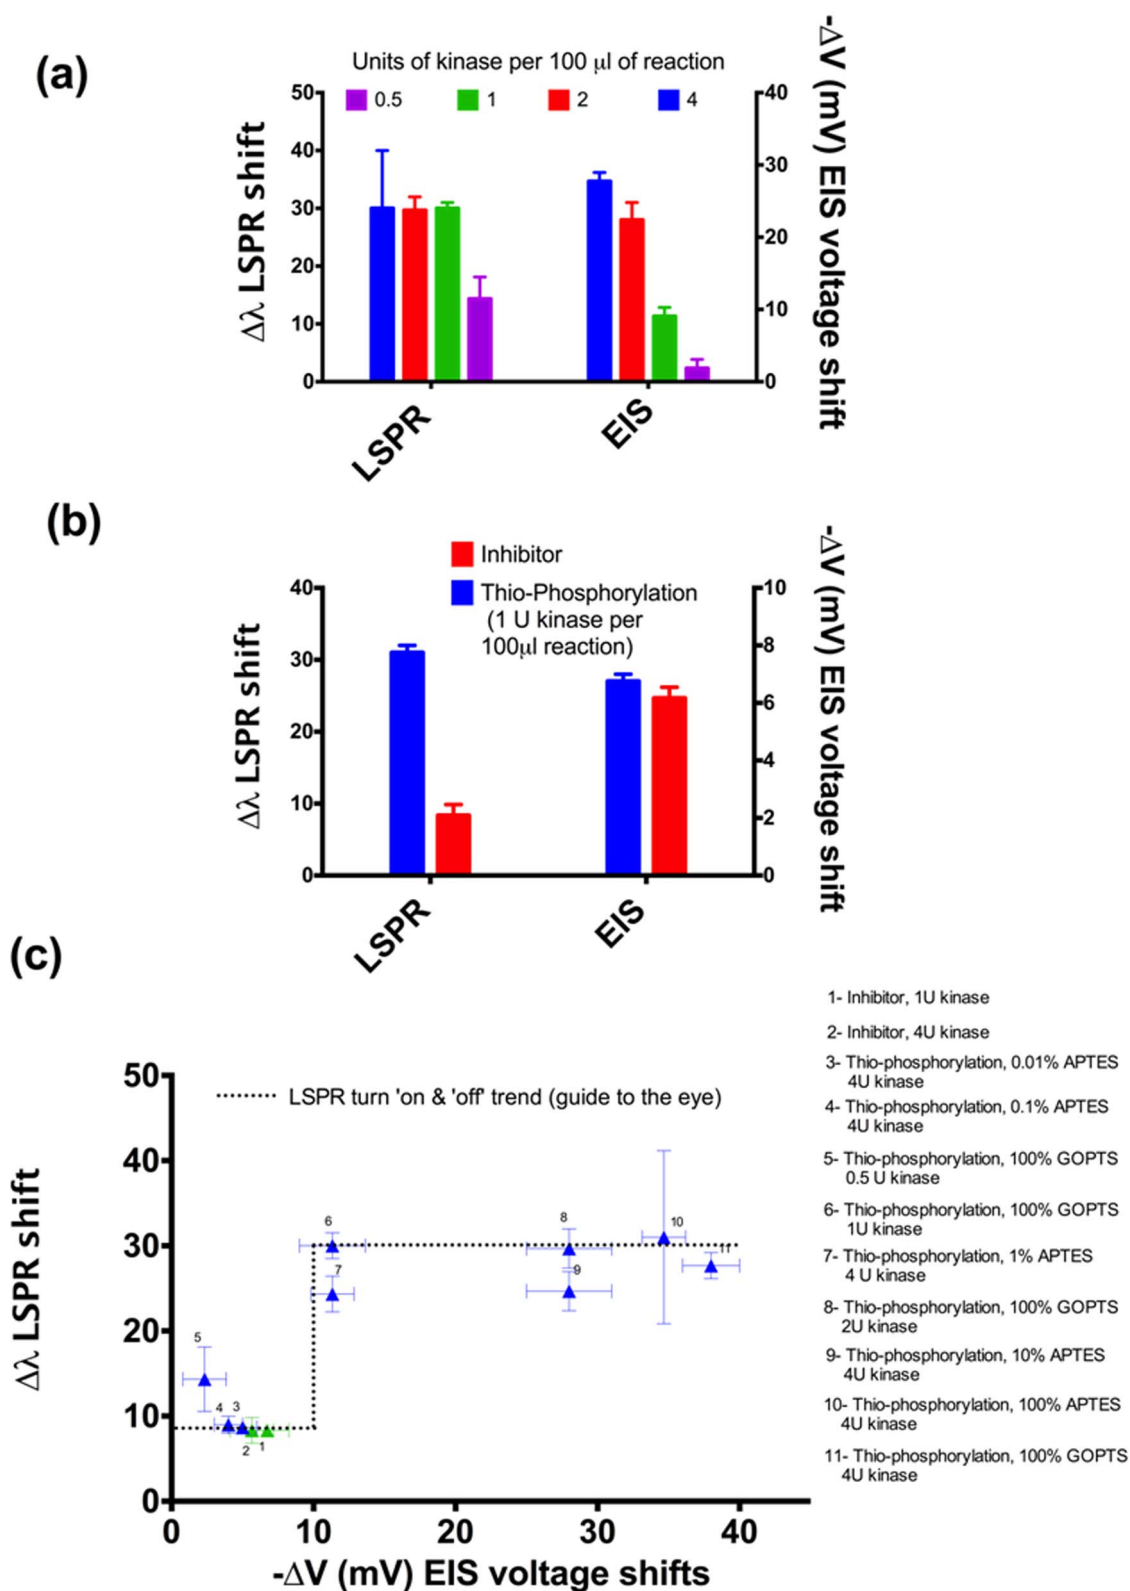 (a)
Units of kinase per 100 µl of reaction
0.5 1 2 4
Δλ LSPR shift
50
40
30
20
10
0
40
30
20
10
0
-ΔV (mV) EIS voltage shift
LSPR
EIS
(b)
Inhibitor
Thio-Phosphorylation
(1 U kinase per
100µl reaction)
Δλ LSPR shift
40
30
20
10
0
10
8
6
4
2
0
-ΔV (mV) EIS voltage shift
LSPR
EIS
(c)
LSPR turn 'on & 'off' trend (guide to the eye)
Δλ LSPR shift
50
40
30
20
10
0
6
7
8
9
10
11
5
4
3
2
1
0 10 20 30 40
-ΔV (mV) EIS voltage shifts
1- Inhibitor, 1U kinase
2- Inhibitor, 4U kinase
3- Thio-phosphorylation, 0.01% APTES
4U kinase
4- Thio-phosphorylation, 0.1% APTES
4U kinase
5- Thio-phosphorylation, 100% GOPTS
0.5 U kinase
6- Thio-phosphorylation, 100% GOPTS
1U kinase
7- Thio-phosphorylation, 1% APTES
4 U kinase
8- Thio-phosphorylation, 100% GOPTS
2U kinase
9- Thio-phosphorylation, 10% APTES
4U kinase
10- Thio-phosphorylation, 100% APTES
4U kinase
11- Thio-phosphorylation, 100% GOPTS
4U kinase